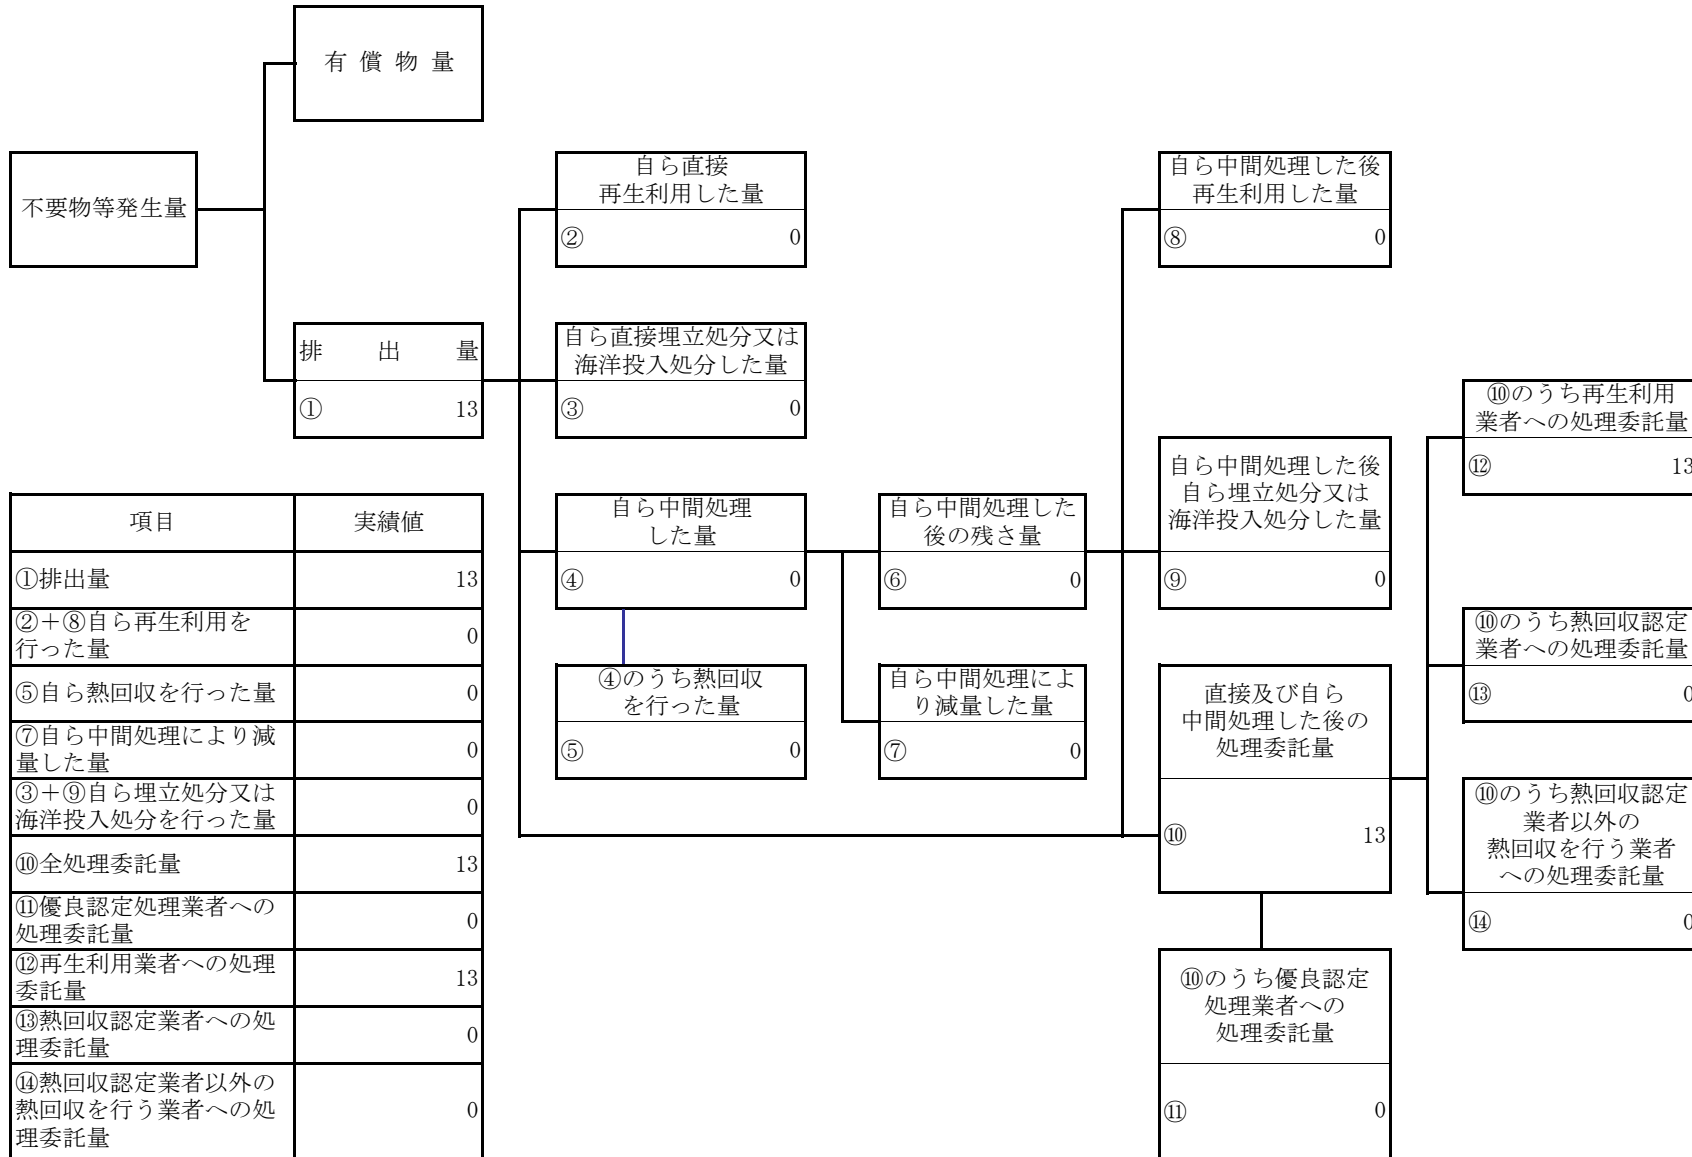 有償物量
不要物等発生量
自ら直接
再生利用した量
② 0
自ら中間処理した後
再生利用した量
⑧ 0
排出量
① 13
自ら直接埋立処分又は
海洋投入処分した量
③ 0
⑩のうち再生利用
業者への処理委託量
⑫ 13
自ら中間処理した後
自ら埋立処分又は
海洋投入処分した量
⑨ 0
自ら中間処理
した量
④ 0
自ら中間処理した
後の残さ量
⑥ 0
④のうち熱回収
を行った量
⑤ 0
自ら中間処理によ
り減量した量
⑦ 0
直接及び自ら
中間処理した後の
処理委託量
⑩ 13
⑩のうち熱回収認定
業者への処理委託量
⑬ 0
⑩のうち熱回収認定
業者以外の
熱回収を行う業者
への処理委託量
⑭ 0
⑩のうち優良認定
処理業者への
処理委託量
⑪ 0
項目 実績値
①排出量 13
②+⑧自ら再生利用を
行った量 0
⑤自ら熱回収を行った量 0
⑦自ら中間処理により減
量した量 0
③+⑨自ら埋立処分又は
海洋投入処分を行った量 0
⑩全処理委託量 13
⑪優良認定処理業者への
処理委託量 0
⑫再生利用業者への処理
委託量 13
⑬熱回収認定業者への処
理委託量 0
⑭熱回収認定業者以外の
熱回収を行う業者への処
理委託量 0